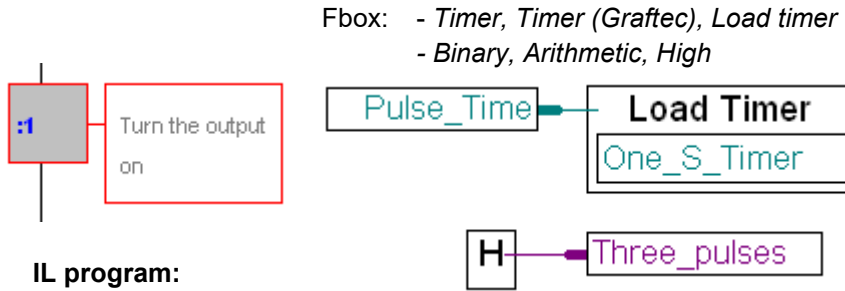 Fbox: - Timer, Timer (Graftec), Load timer
- Binary, Arithmetic, High
:1
Turn the output
on
Pulse_Time
Load Timer
One_S_Timer
H
Three_pulses
IL program: